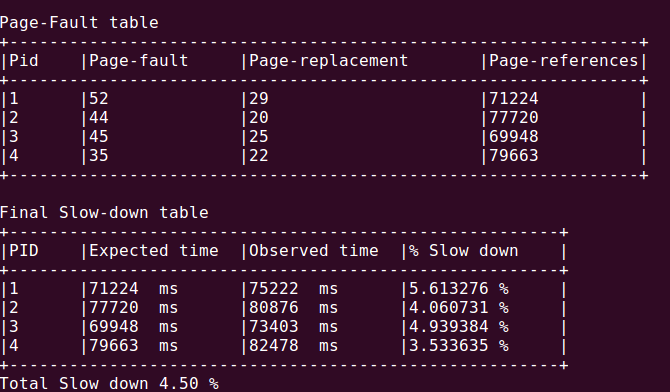 Page-Fault table
+---------------------------------------------------------------+
|Pid    |Page-fault     |Page-replacement       |Page-references|
+---------------------------------------------------------------+
|1      |52             |29                     |71224          |
|2      |44             |20                     |77720          |
|3      |45             |25                     |69948          |
|4      |35             |22                     |79663          |
+---------------------------------------------------------------+
Final Slow-down table
+-------------------------------------------------------+
|PID    |Expected time  |Observed time  |% Slow down    |
+-------------------------------------------------------+
|1      |71224  ms      |75222  ms      |5.613276 %     |
|2      |77720  ms      |80876  ms      |4.060731 %     |
|3      |69948  ms      |73403  ms      |4.939384 %     |
|4      |79663  ms      |82478  ms      |3.533635 %     |
+-------------------------------------------------------+
Total Slow down 4.50 %